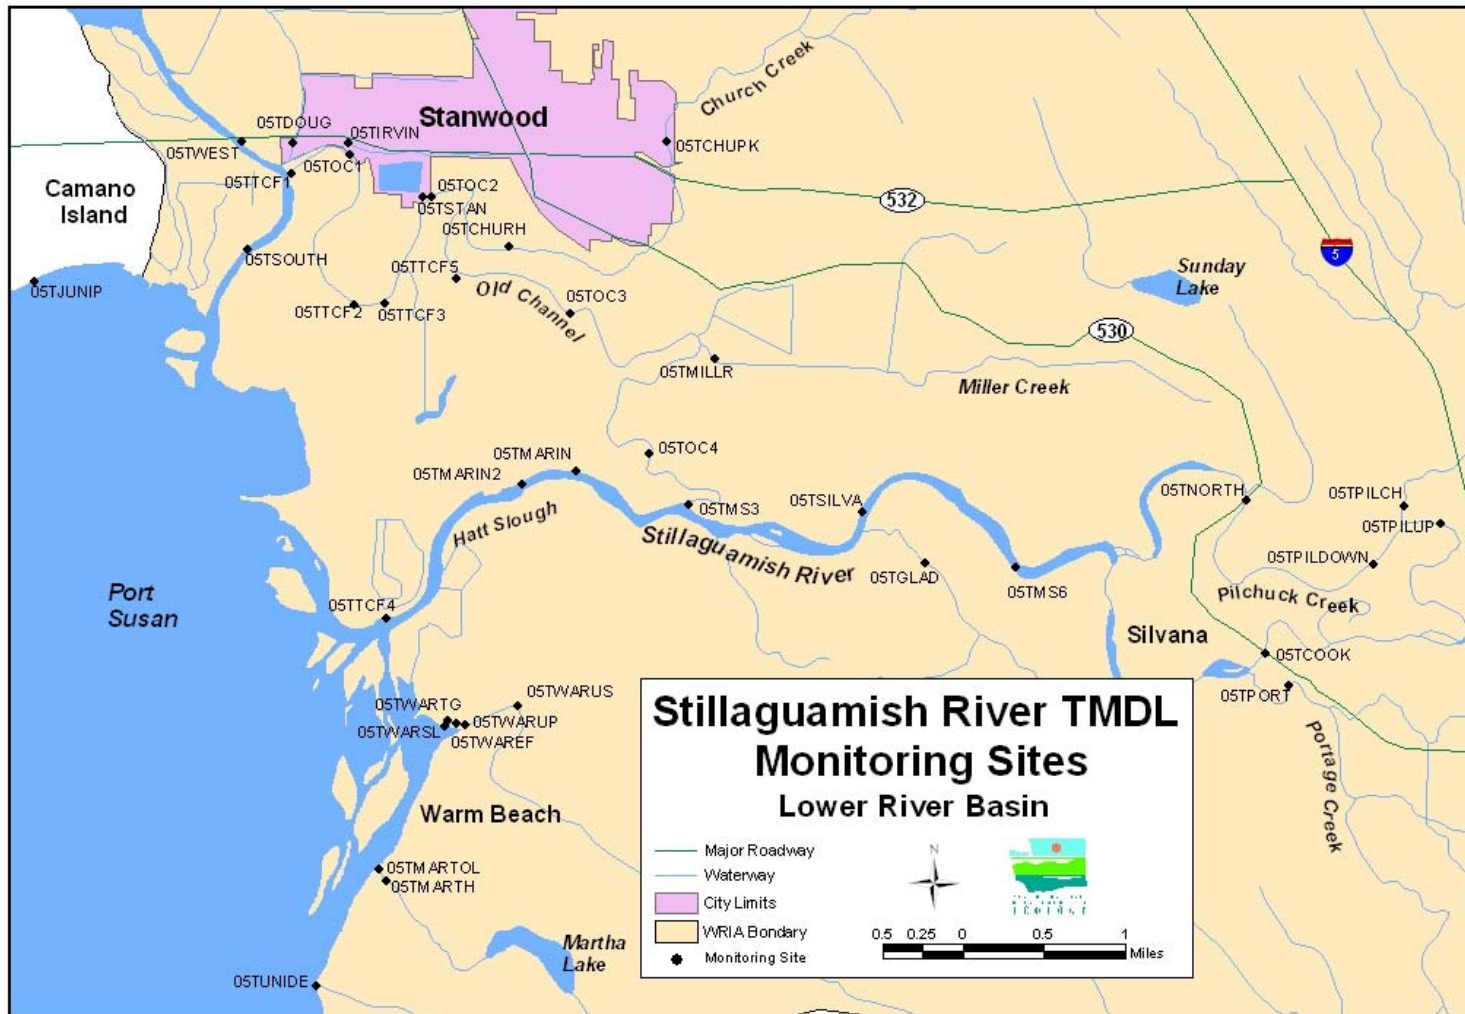 Church Creek
Stanwood
05TDOUG
05TIRVIN
05TWEST
05TOC1
05TCHUPK
05TTCF1
Camano
Island
05TOC2
532
05TSTAN
05TCHURH
05TSOUTH
05TTCF5
5
Sunday
Lake
05TJUNIP
Old Channel
05TOC3
05TTCF2
05TTCF3
530
05TMILLR
Miller Creek
05TMARIN
05TOC4
05TMARIN2
05TNORTH
05TPILCH
05TSILVA
05TMS3
05TPILUP
Hatt Slough
Stillaguamish River
05TPILDOWN
05TGLAD
05TMS6
Port
Susan
Pilchuck Creek
05TTCF4
Silvana
05TCOOK
05TPORT
05TWARUS
05TWARTG
05TWARUP
05TWARSL
05TWAREF
Portage Creek
Warm Beach
05TMARTOL
05TMARTH
Martha
Lake
05TUNIDE
Stillaguamish River TMDL
Monitoring Sites
Lower River Basin
Major Roadway
Waterway
City Limits
WRIA Bondary
Monitoring Site
N
0.5 0.25 0 0.5 1
Miles